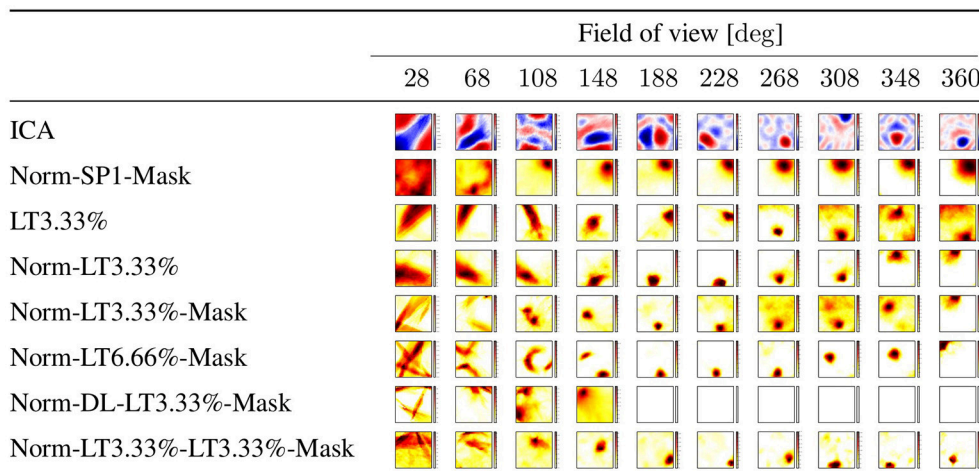 Field of view [deg]
28 68 108 148 188 228 268 308 348 360
ICA
Norm-SP1-Mask
LT3.33%
Norm-LT3.33%
Norm-LT3.33%-Mask
Norm-LT6.66%-Mask
Norm-DL-LT3.33%-Mask
Norm-LT3.33%-LT3.33%-Mask